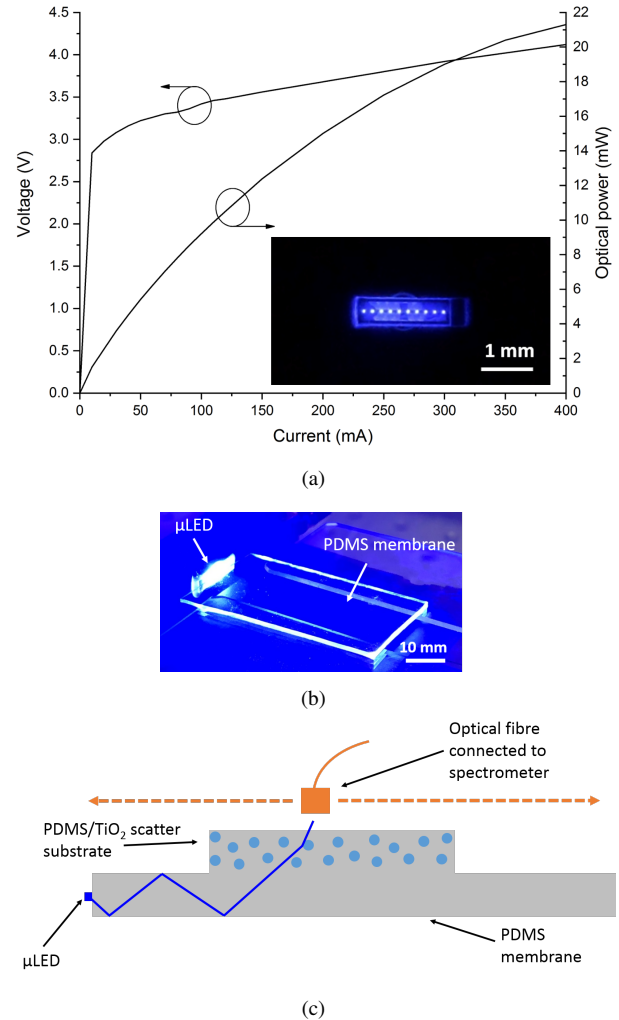 4.5
4.0
3.5
3.0
2.5
2.0
1.5
1.0
0.5
0.0
Voltage (V)
22
20
18
16
14
12
10
8
6
4
2
0
Optical power (mW)
1 mm
0 50 100 150 200 250 300 350 400
Current (mA)
(a)
µLED
PDMS membrane
10 mm
(b)
Optical fibre
connected to
spectrometer
PDMS/TiO₂ scatter
substrate
µLED
PDMS
membrane
(c)